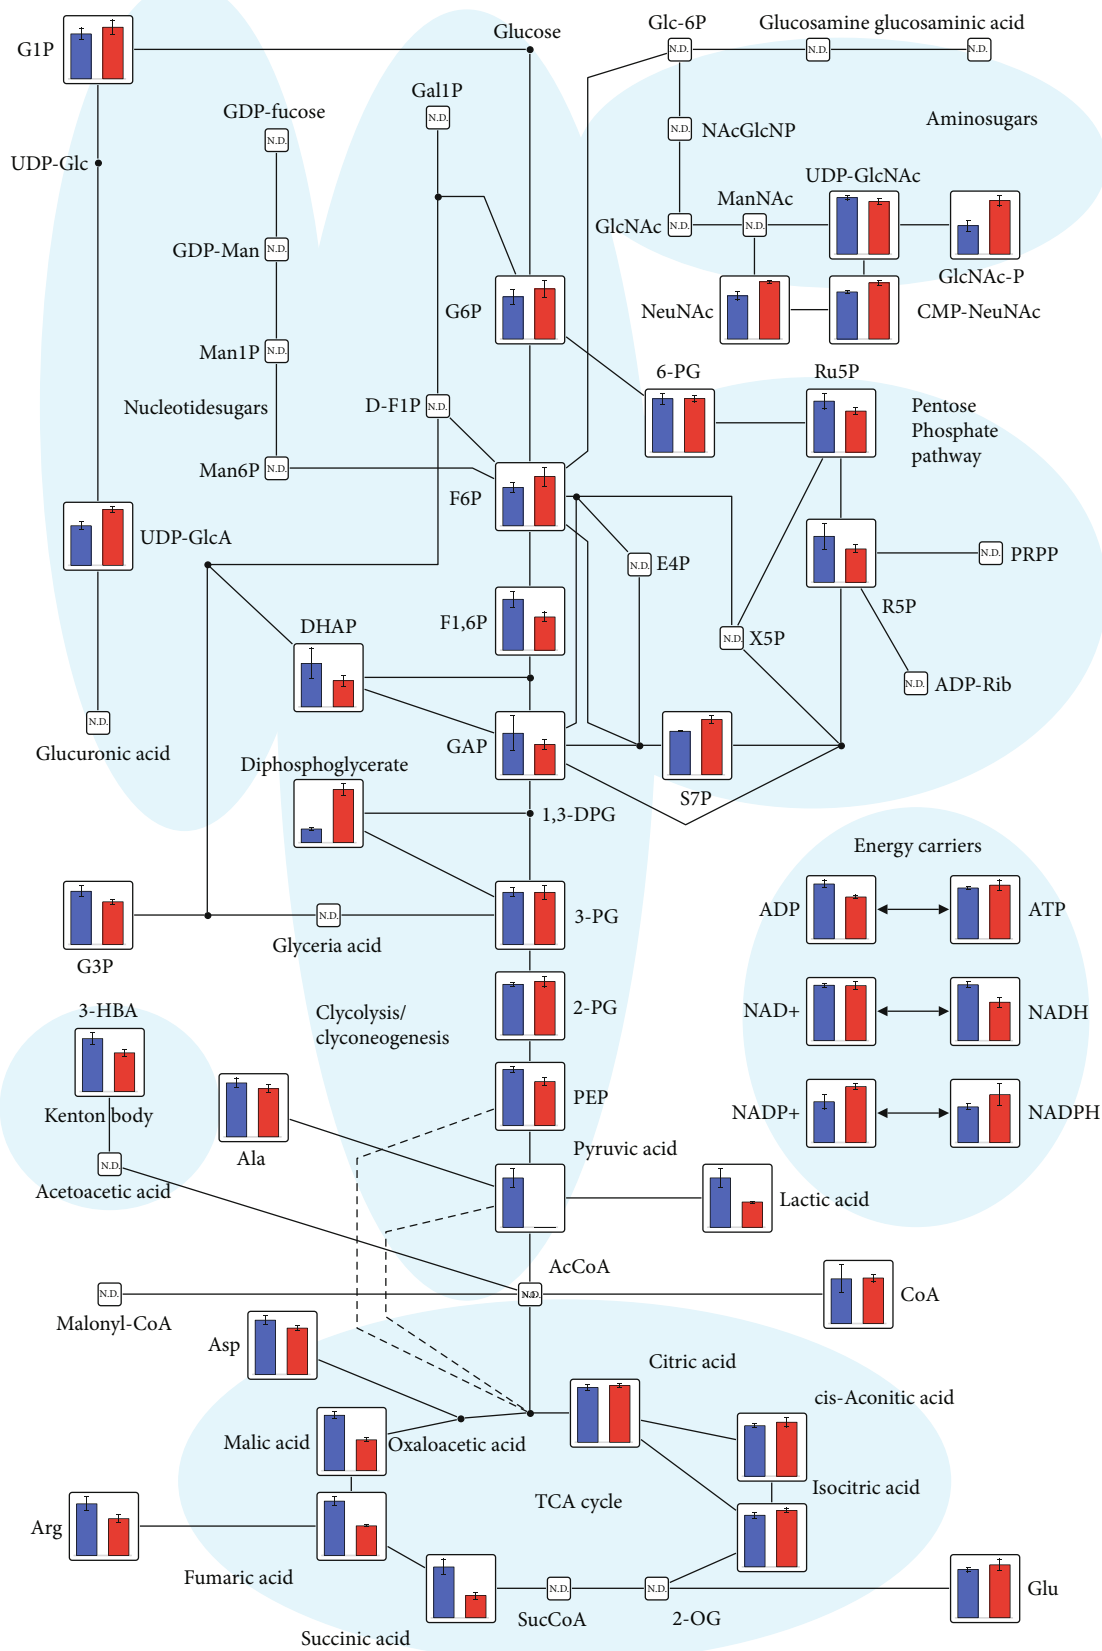 Glc-6P
Glucosamine glucosaminic acid
Glucose
G1P
N.D.
N.D.
N.D.
Gal1P
GDP-fucose
N.D.
N.D.
NAcGlcNP
Aminosugars
N.D.
UDP-Glc
UDP-GlcNAc
ManNAc
GlcNAc
N.D.
N.D.
GDP-Man
N.D.
GlcNAc-P
G6P
NeuNAc
CMP-NeuNAc
Man1P
N.D.
6-PG
Ru5P
Nucleotidesugars
D-F1P
N.D.
Pentose
Phosphate
pathway
Man6P
N.D.
F6P
UDP-GlcA
N.D.
E4P
N.D.
PRPP
R5P
F1,6P
DHAP
N.D.
X5P
N.D.
ADP-Rib
N.D.
Glucuronic acid
GAP
Diphosphoglycerate
S7P
1,3-DPG
Energy carriers
ADP
ATP
N.D.
3-PG
Glyceria acid
G3P
3-HBA
Clycolysis/
clyconeogenesis
2-PG
NAD+
NADH
Kenton body
PEP
NADP+
NADPH
Ala
Pyruvic acid
N.D.
Acetoacetic acid
Lactic acid
AcCoA
N.D.
N.D.
CoA
Malonyl-CoA
Asp
Citric acid
cis-Aconitic acid
Malic acid
Oxaloacetic acid
Isocitric acid
TCA cycle
Arg
Fumaric acid
N.D.
N.D.
Glu
SucCoA
2-OG
Succinic acid